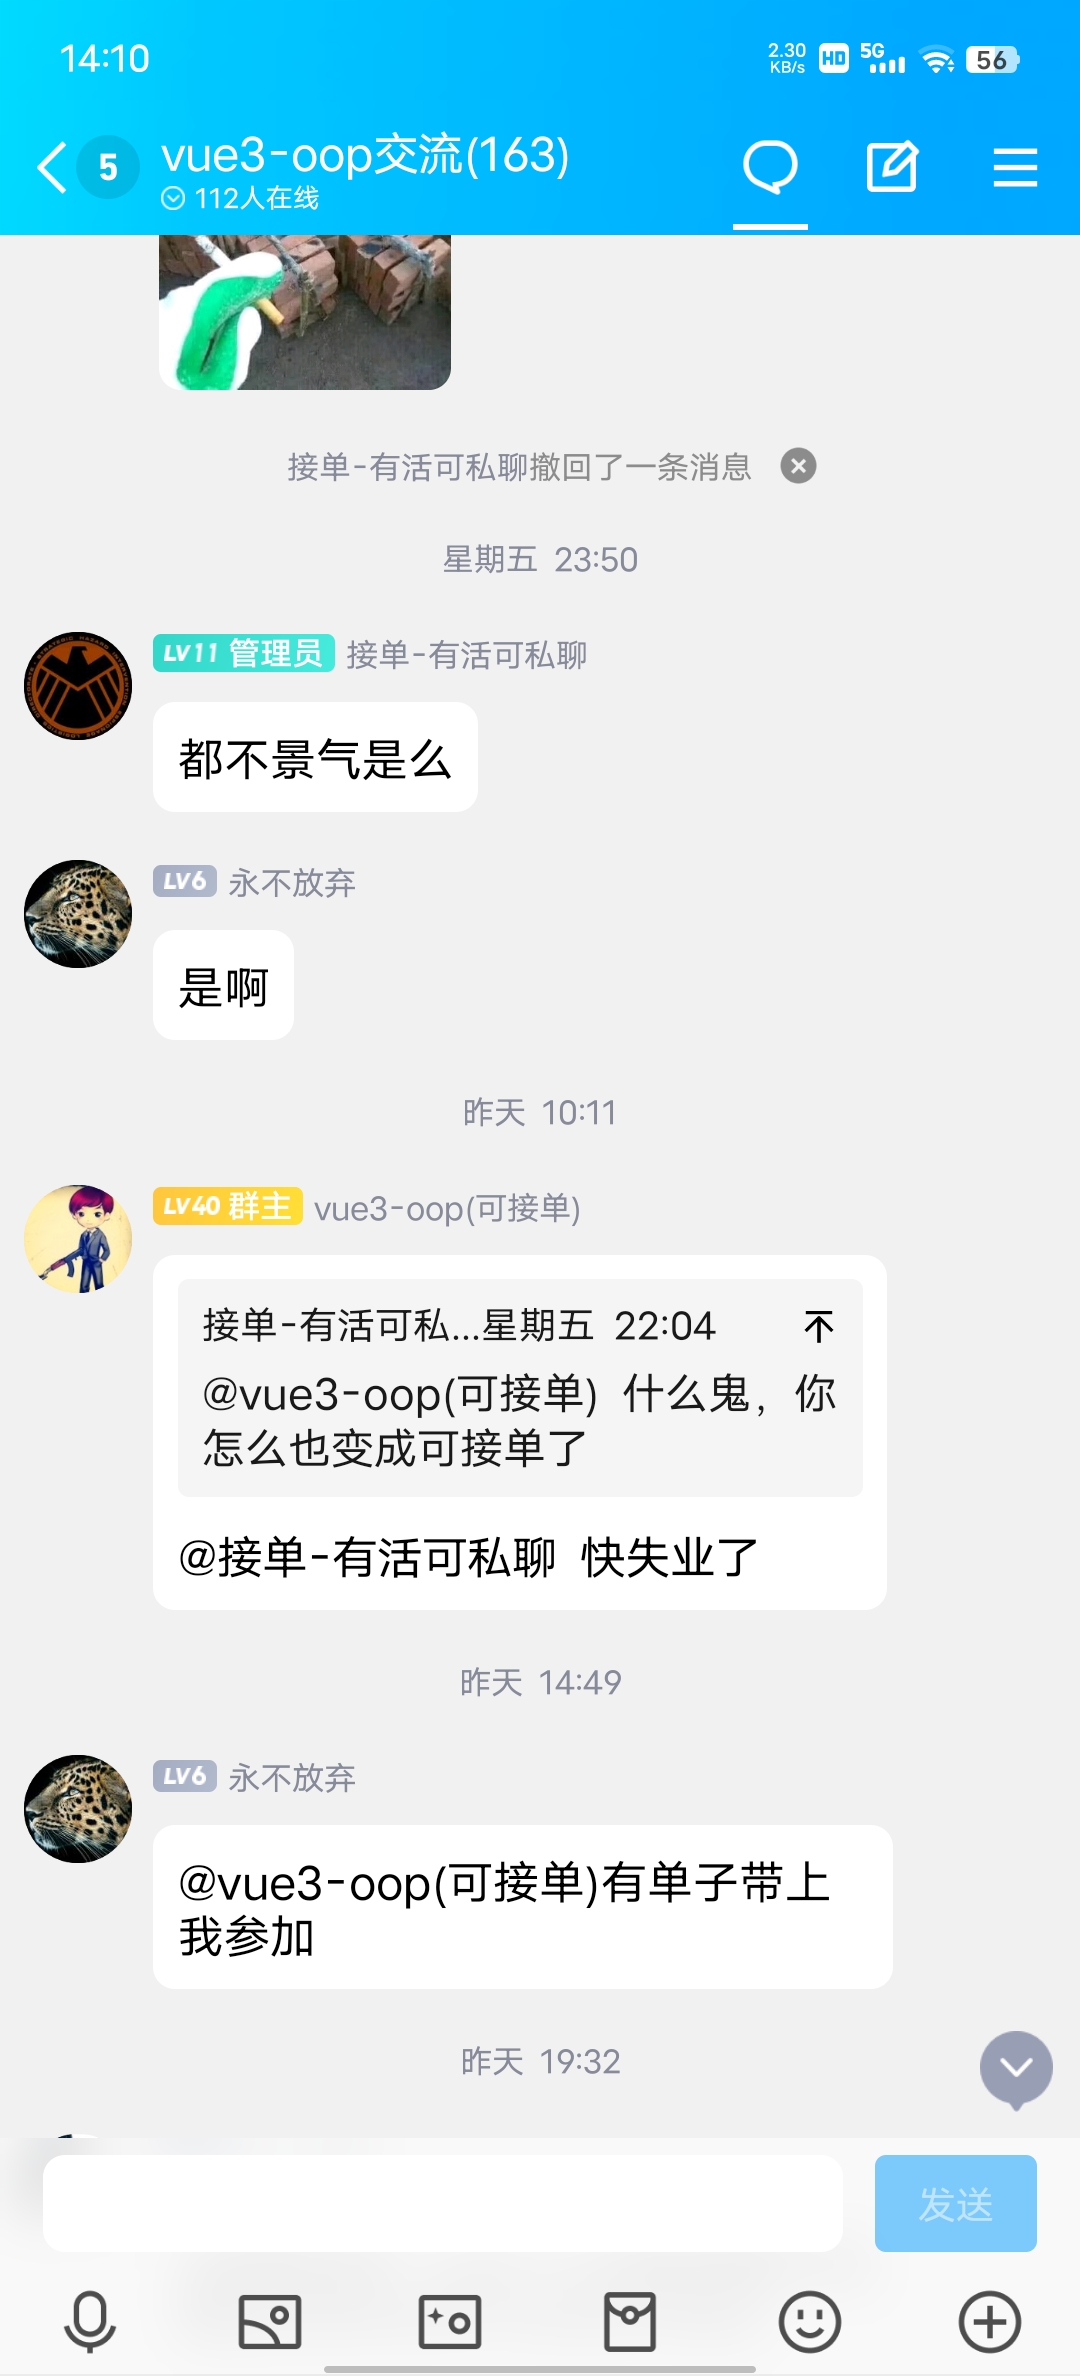 14:10
2.30 KB/s HD 5G 56
5
vue3-oop交流(163)
112人在线
接单-有活可私聊撤回了一条消息
星期五 23:50
LV11 管理员 接单-有活可私聊
都不景气是么
LV6 永不放弃
是啊
昨天 10:11
LV40 群主 vue3-oop(可接单)
接单-有活可私...星期五 22:04
@vue3-oop(可接单) 什么鬼，你
怎么也变成可接单了
@接单-有活可私聊 快失业了
昨天 14:49
LV6 永不放弃
@vue3-oop(可接单)有单子带上
我参加
昨天 19:32
发送